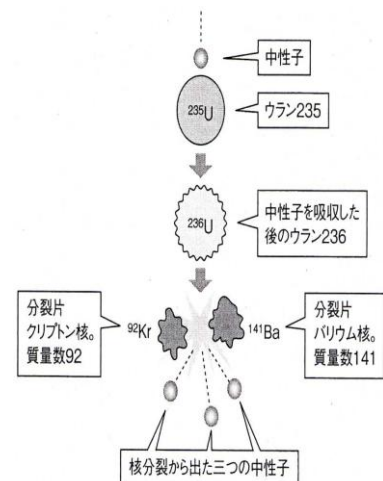 中性子
²³⁵U
ウラン235
²³⁶U
中性子を吸収した
後のウラン236
分裂片
クリプトン核。
質量数92
⁹²Kr
¹⁴¹Ba
分裂片
バリウム核。
質量数141
核分裂から出た三つの中性子